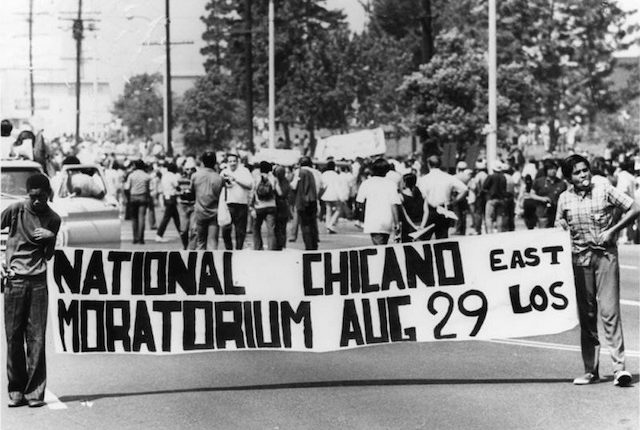 NATIONAL CHICANO EAST
MORATORIUM AUG 29 LOS